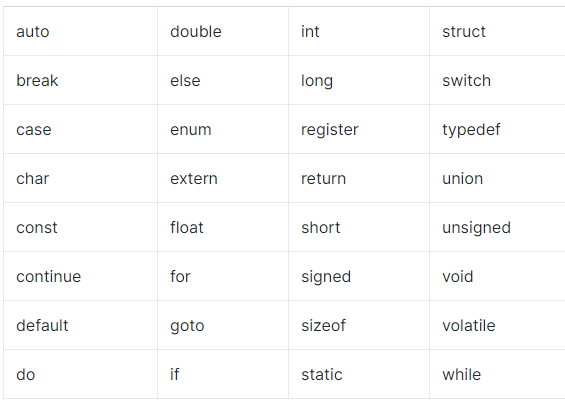 auto double int struct
break else long switch
case enum register typedef
char extern return union
const float short unsigned
continue for signed void
default goto sizeof volatile
do if static while